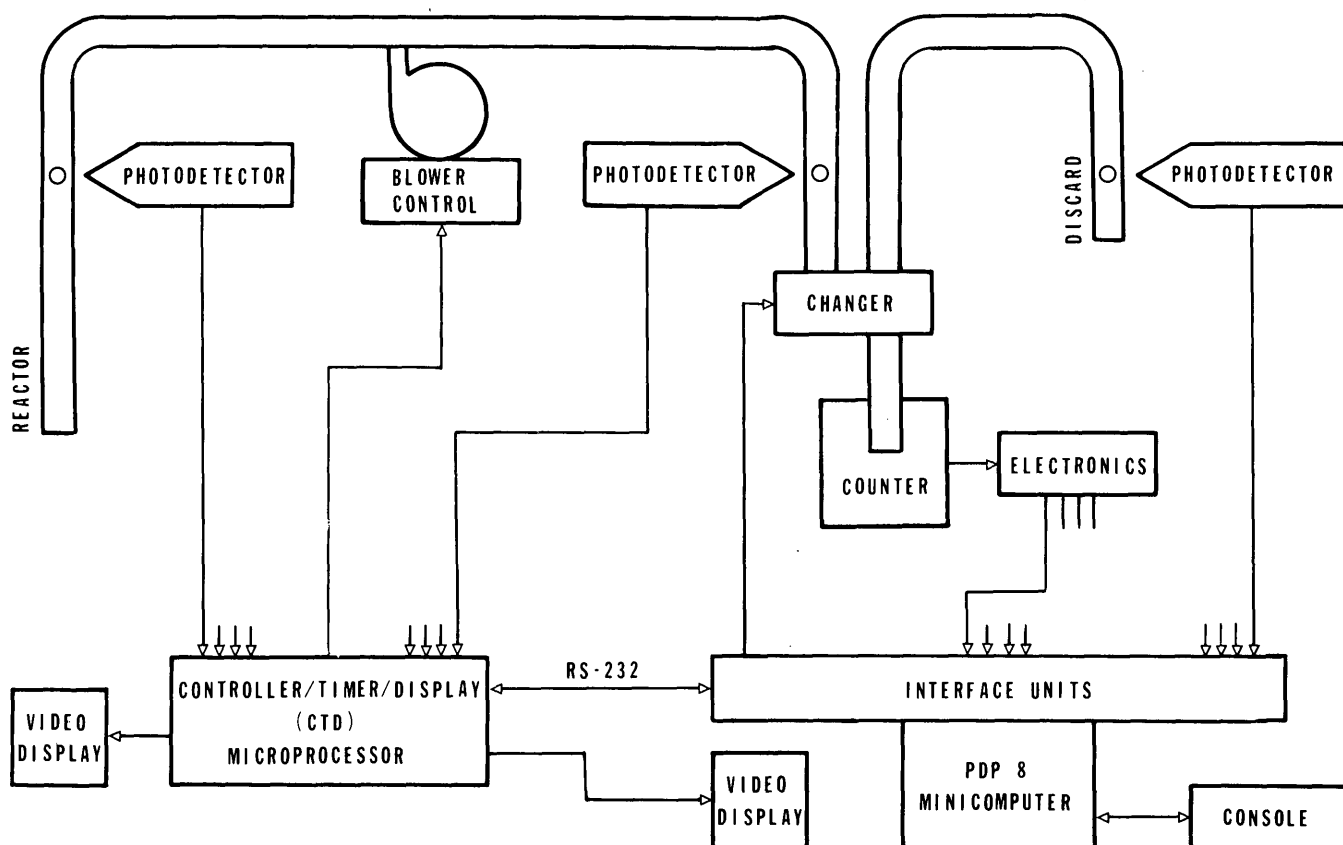 PHOTODETECTOR
BLOWER
CONTROL
PHOTODETECTOR
DISCARD
PHOTODETECTOR
CHANGER
REACTOR
COUNTER
ELECTRONICS
CONTROLLER/TIMER/DISPLAY
(CTD)
MICROPROCESSOR
RS-232
INTERFACE UNITS
VIDEO
DISPLAY
VIDEO
DISPLAY
PDP 8
MINICOMPUTER
CONSOLE